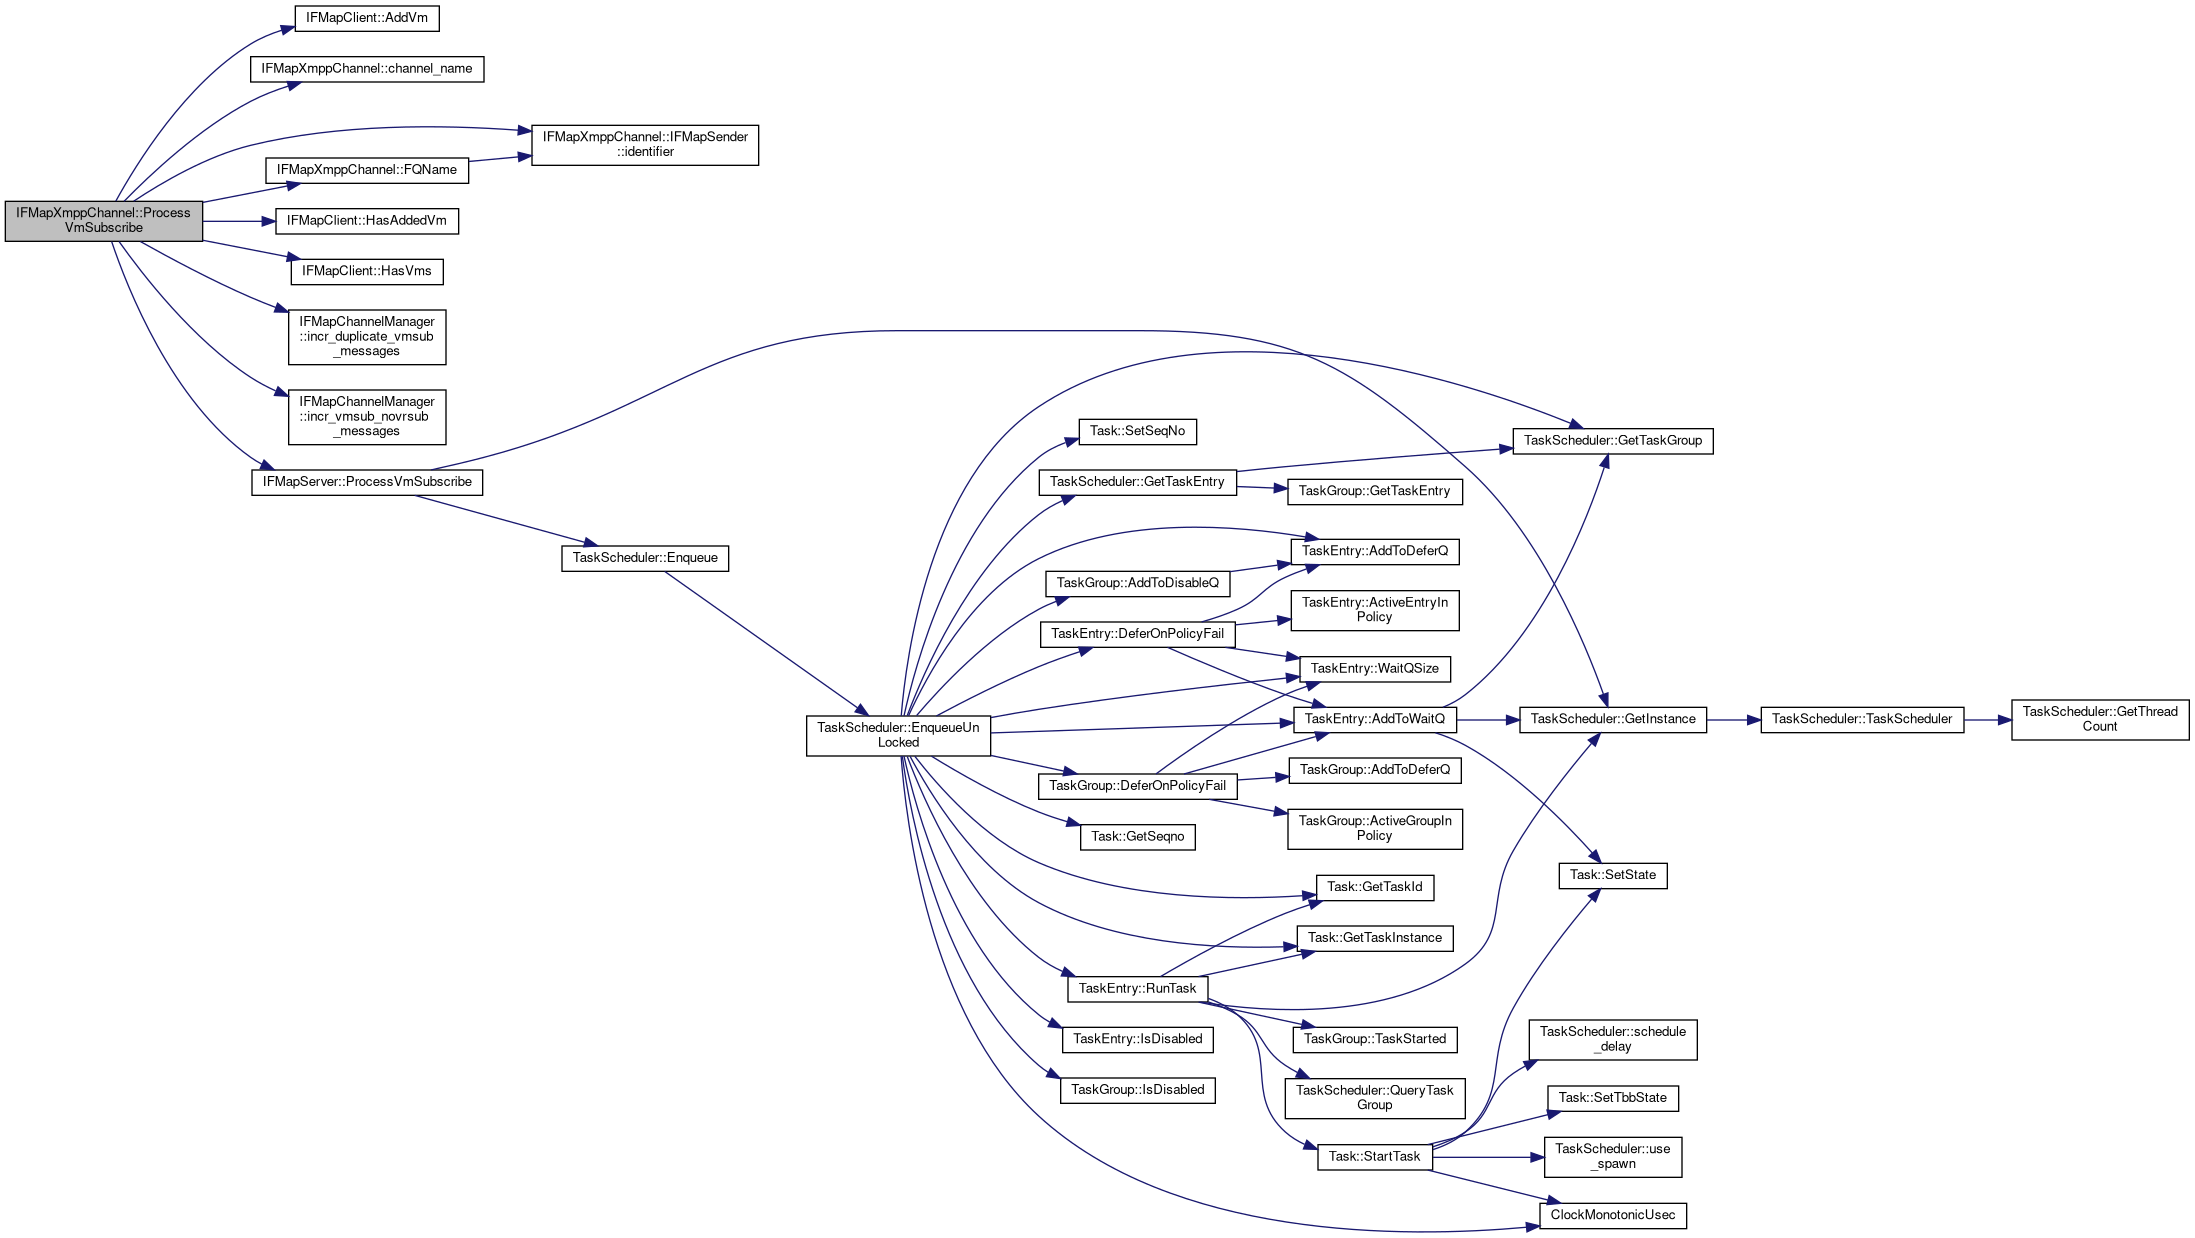 IFMapClient::AddVm
IFMapXmppChannel::channel_name
IFMapXmppChannel::IFMapSender
::identifier
IFMapXmppChannel::FQName
IFMapXmppChannel::Process
VmSubscribe
IFMapClient::HasAddedVm
IFMapClient::HasVms
IFMapChannelManager
::incr_duplicate_vmsub
_messages
IFMapChannelManager
::incr_vmsub_novrsub
_messages
IFMapServer::ProcessVmSubscribe
TaskScheduler::Enqueue
TaskScheduler::EnqueueUn
Locked
Task::SetSeqNo
TaskScheduler::GetTaskEntry
TaskGroup::AddToDisableQ
TaskEntry::DeferOnPolicyFail
TaskGroup::DeferOnPolicyFail
Task::GetSeqno
TaskEntry::RunTask
TaskEntry::IsDisabled
TaskGroup::IsDisabled
TaskGroup::GetTaskEntry
TaskEntry::AddToDeferQ
TaskEntry::ActiveEntryIn
Policy
TaskEntry::WaitQSize
TaskEntry::AddToWaitQ
TaskGroup::AddToDeferQ
TaskGroup::ActiveGroupIn
Policy
Task::GetTaskId
Task::GetTaskInstance
TaskGroup::TaskStarted
TaskScheduler::QueryTask
Group
Task::StartTask
TaskScheduler::GetTaskGroup
TaskScheduler::GetInstance
Task::SetState
TaskScheduler::schedule
_delay
Task::SetTbbState
TaskScheduler::use
_spawn
ClockMonotonicUsec
TaskScheduler::TaskScheduler
TaskScheduler::GetThread
Count